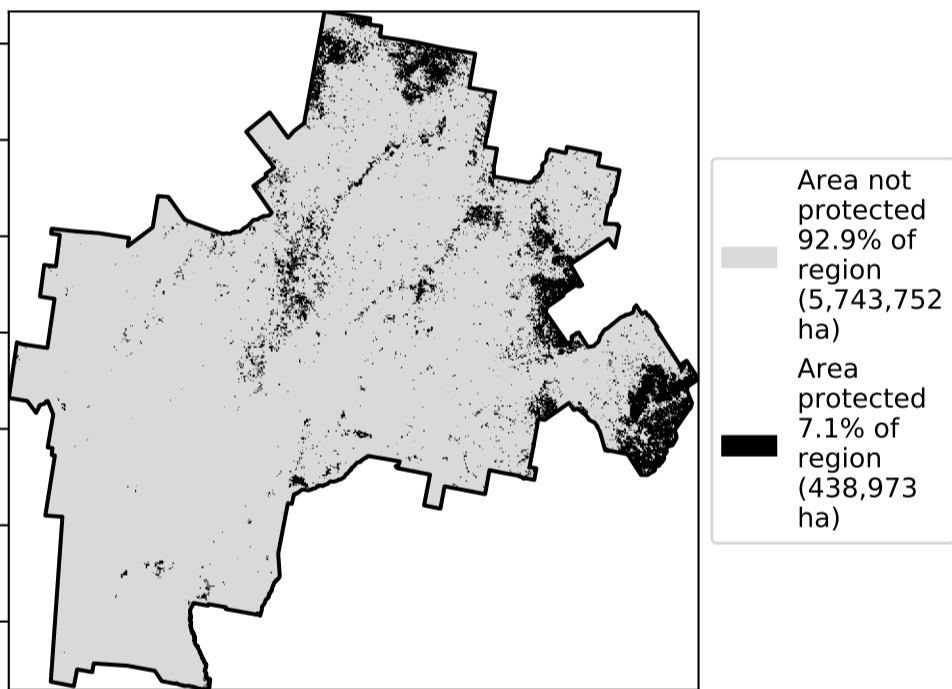 Area not
protected
92.9% of
region
(5,743,752
ha)
Area
protected
7.1% of
region
(438,973
ha)